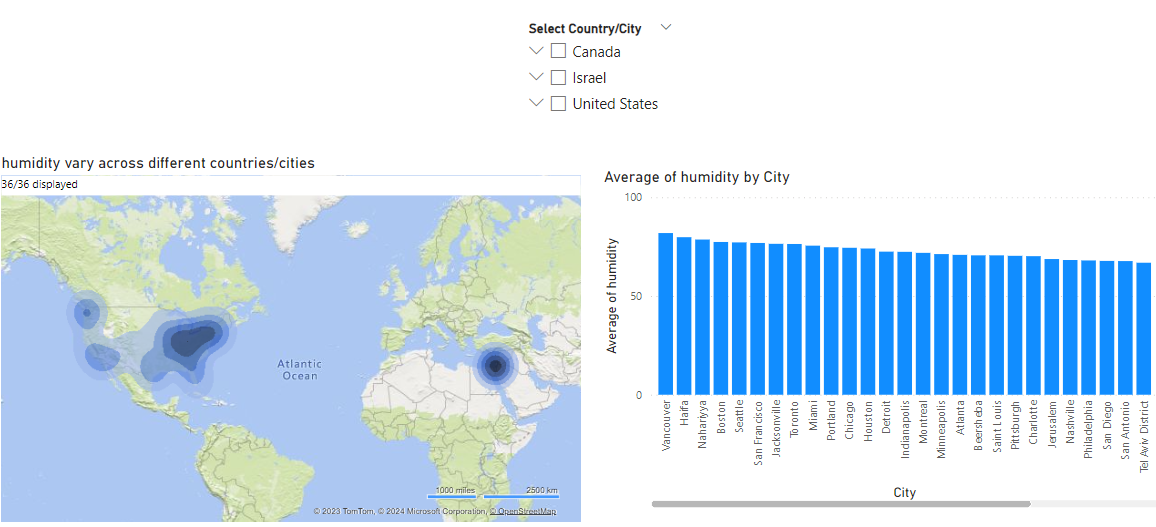 Select Country/City
Canada
Israel
United States
humidity vary across different countries/cities
36/36 displayed
Atlantic
Ocean
1000 miles
2500 km
© 2023 TomTom, © 2024 Microsoft Corporation, © OpenStreetMap
Average of humidity by City
Average of humidity
100
50
0
Vancouver
Haifa
Nahariyya
Boston
Seattle
San Francisco
Jacksonville
Toronto
Miami
Portland
Chicago
Houston
Detroit
Indianapolis
Montreal
Minneapolis
Atlanta
Beersheba
Saint Louis
Pittsburgh
Charlotte
Jerusalem
Nashville
Philadelphia
San Diego
San Antonio
Tel Aviv District
City